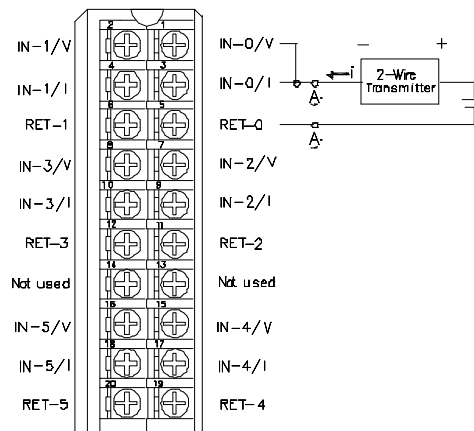 2 1
IN-1/V IN-0/V - +
4 3
IN-1/I IN-0/I i 2-Wire
Transmitter
A
6 5
RET-1 RET-0
A
8 7
IN-3/V IN-2/V
10 9
IN-3/I IN-2/I
12 11
RET-3 RET-2
14 13
Not used Not used
16 15
IN-5/V IN-4/V
18 17
IN-5/I IN-4/I
20 19
RET-5 RET-4